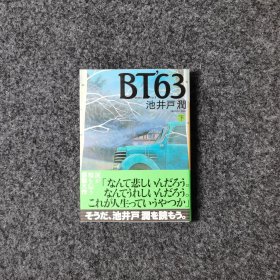 BT'63
池井戸 潤
下
「なんて悲しいんだろう。
なんてうれしいんだろう。
これが人生っていうやつか」
そうだ、池井戸 潤を読もう。